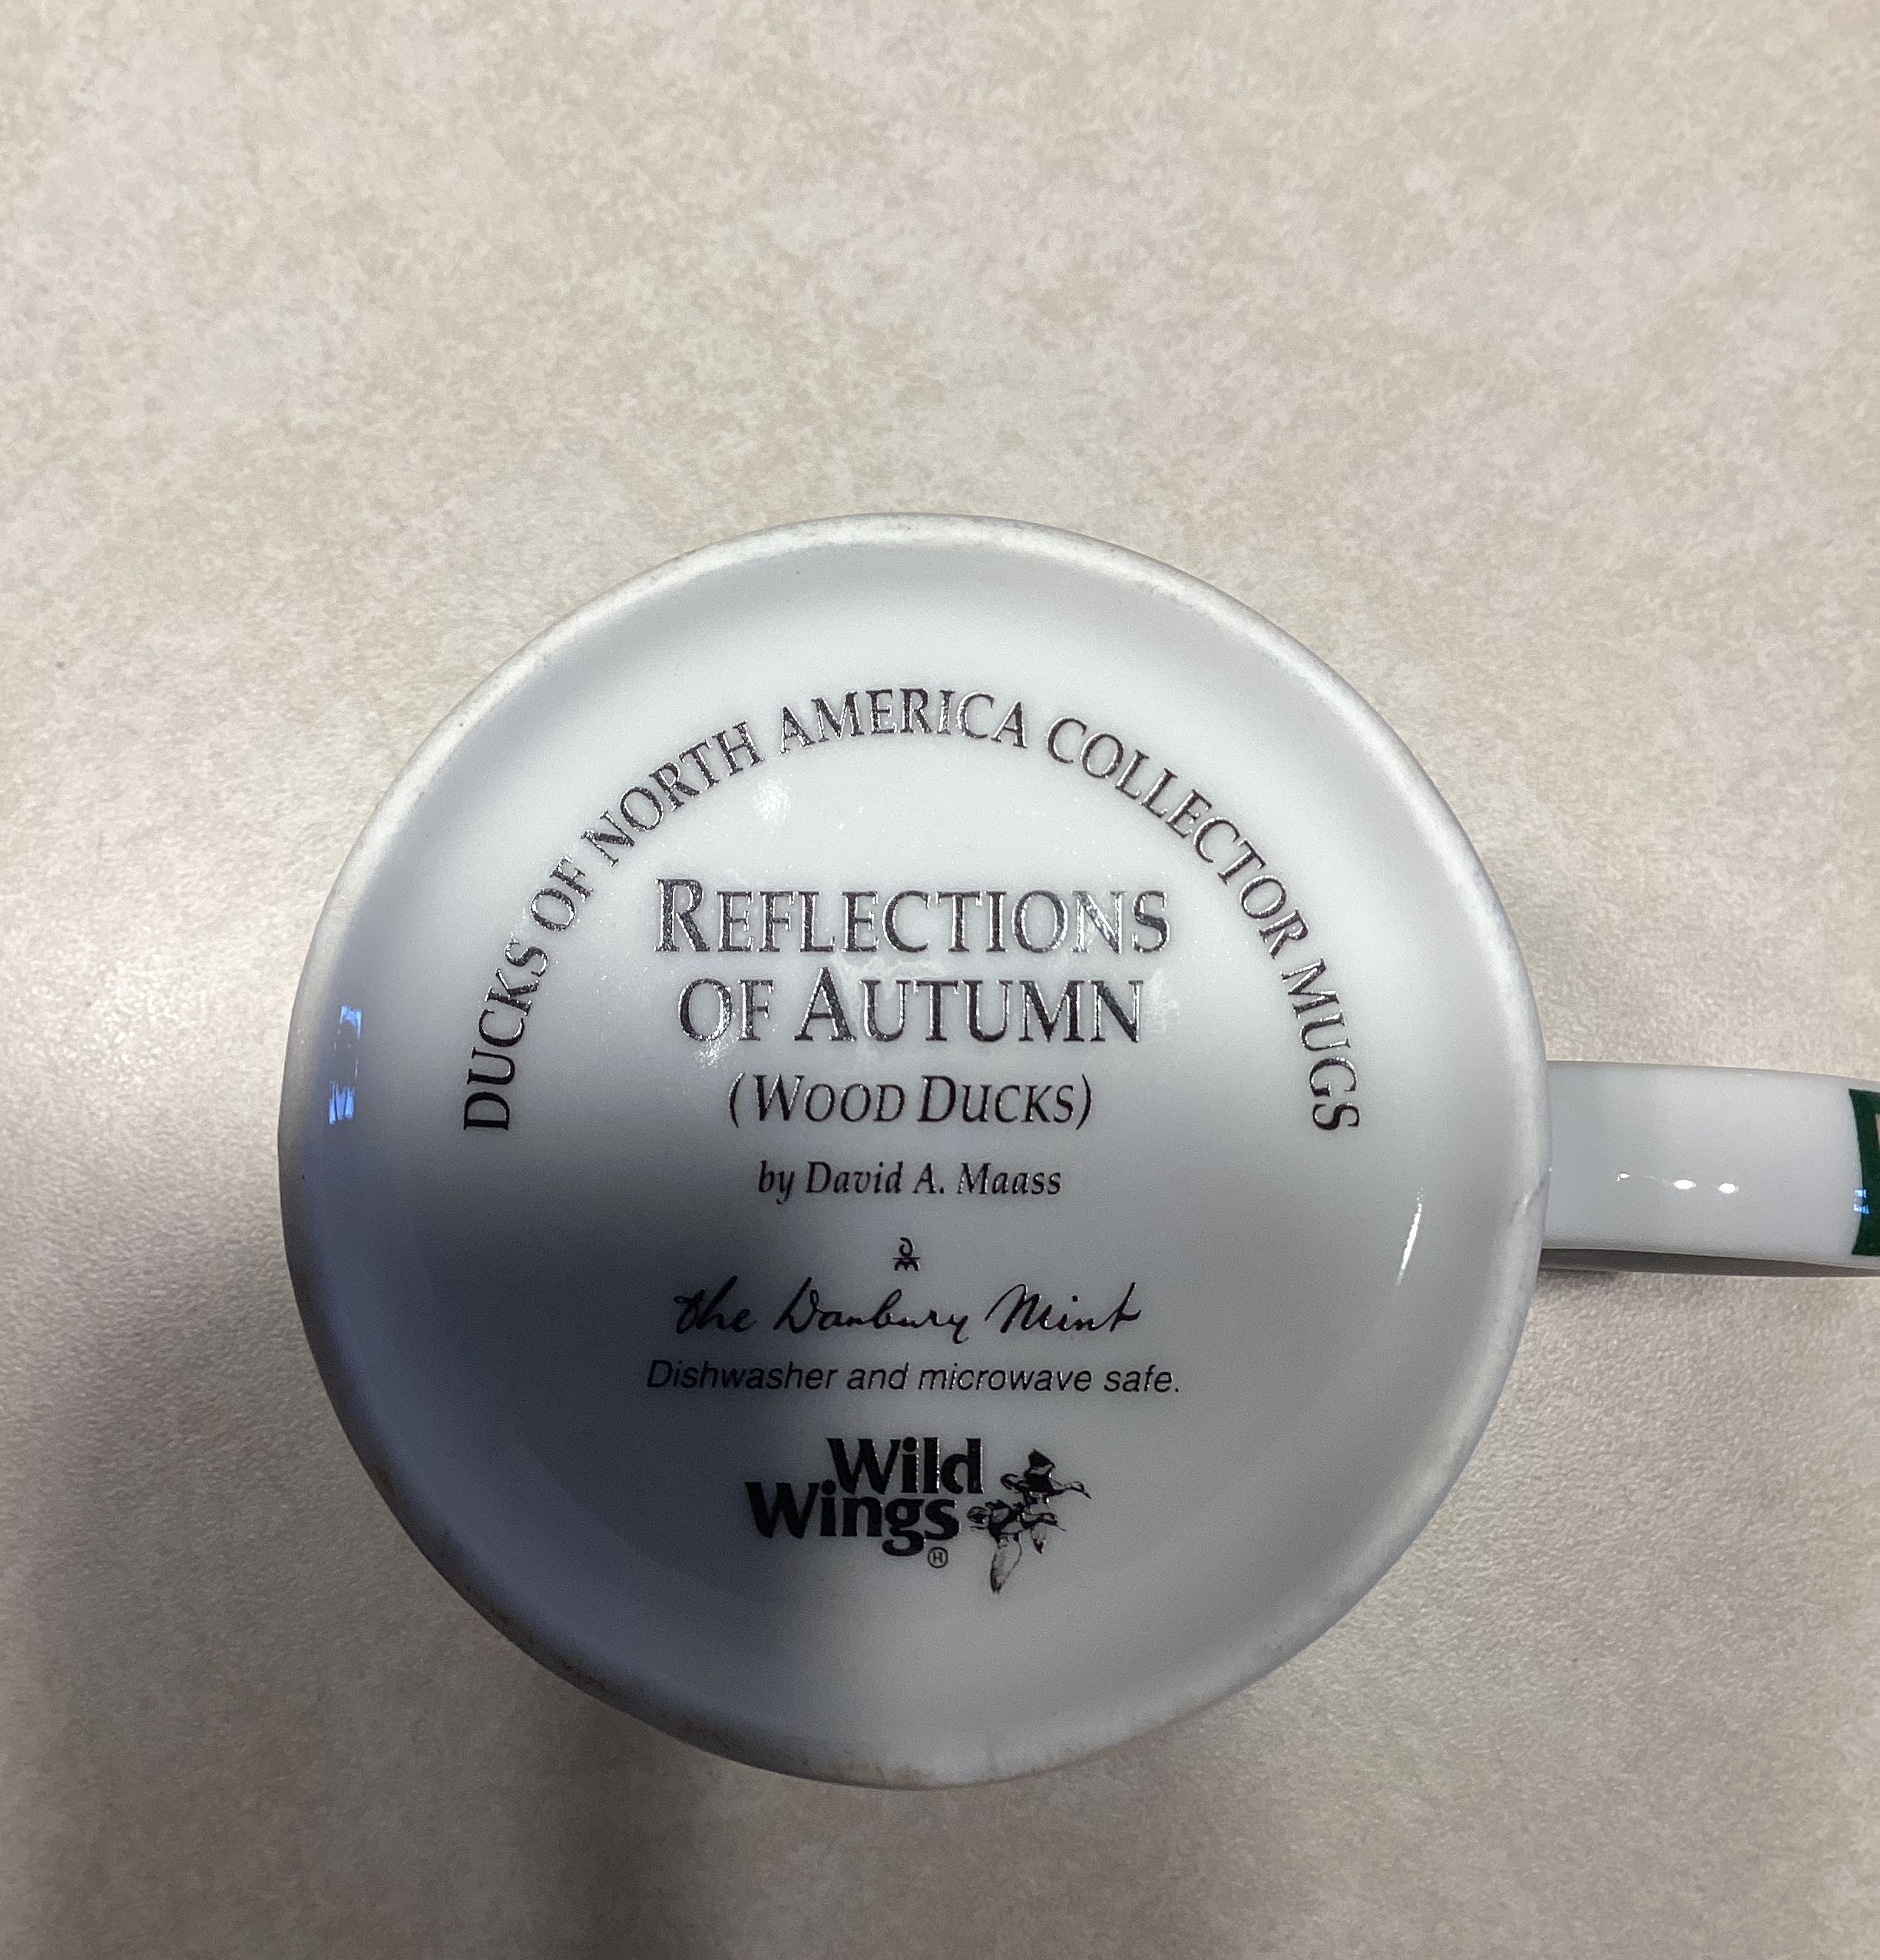 DUCKS OF NORTH AMERICA COLLECTOR MUGS
REFLECTIONS
OF AUTUMN
(WOOD DUCKS)
by David A. Maass
The Danbury Mint
Dishwasher and microwave safe.
Wild
Wings
®